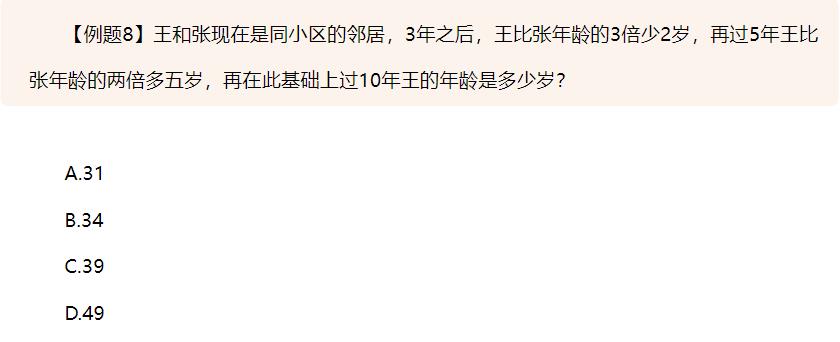 【例题8】王和张现在是同小区的邻居，3年之后，王比张年龄的3倍少2岁，再过5年王比
张年龄的两倍多五岁，再在此基础上过10年王的年龄是多少岁？
A.31
B.34
C.39
D.49